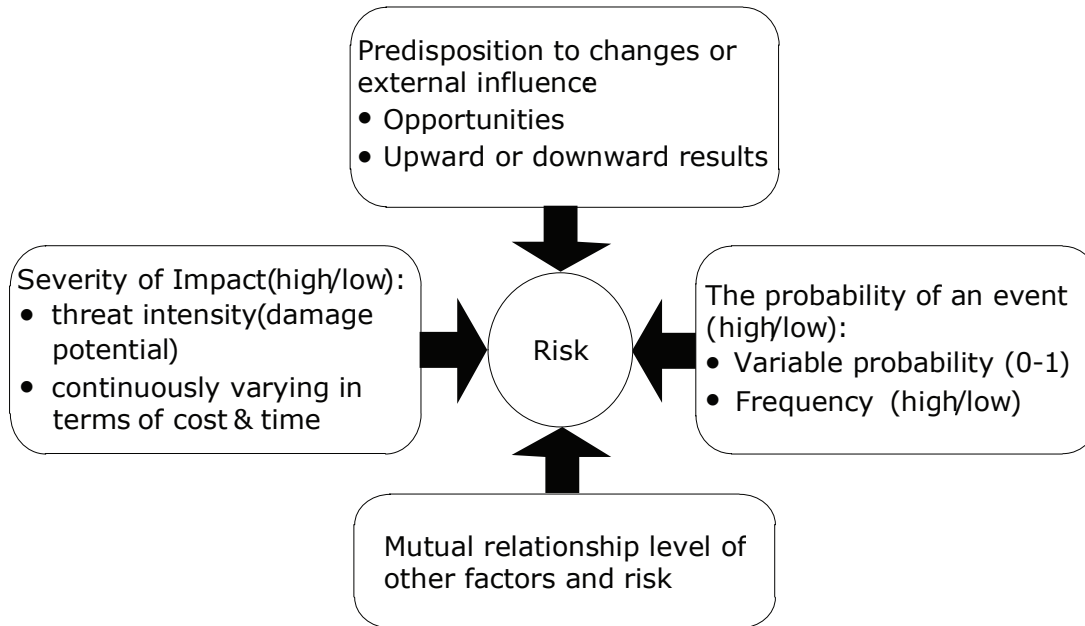 Predisposition to changes or
external influence:
• Opportunities
• Upward or downward results
Severity of Impact(high/low):
• threat intensity(damage
potential)
• continuously varying in
terms of cost & time
Risk
The probability of an event
(high/low):
• Variable probability (0-1)
• Frequency (high/low)
Mutual relationship level of
other factors and risk